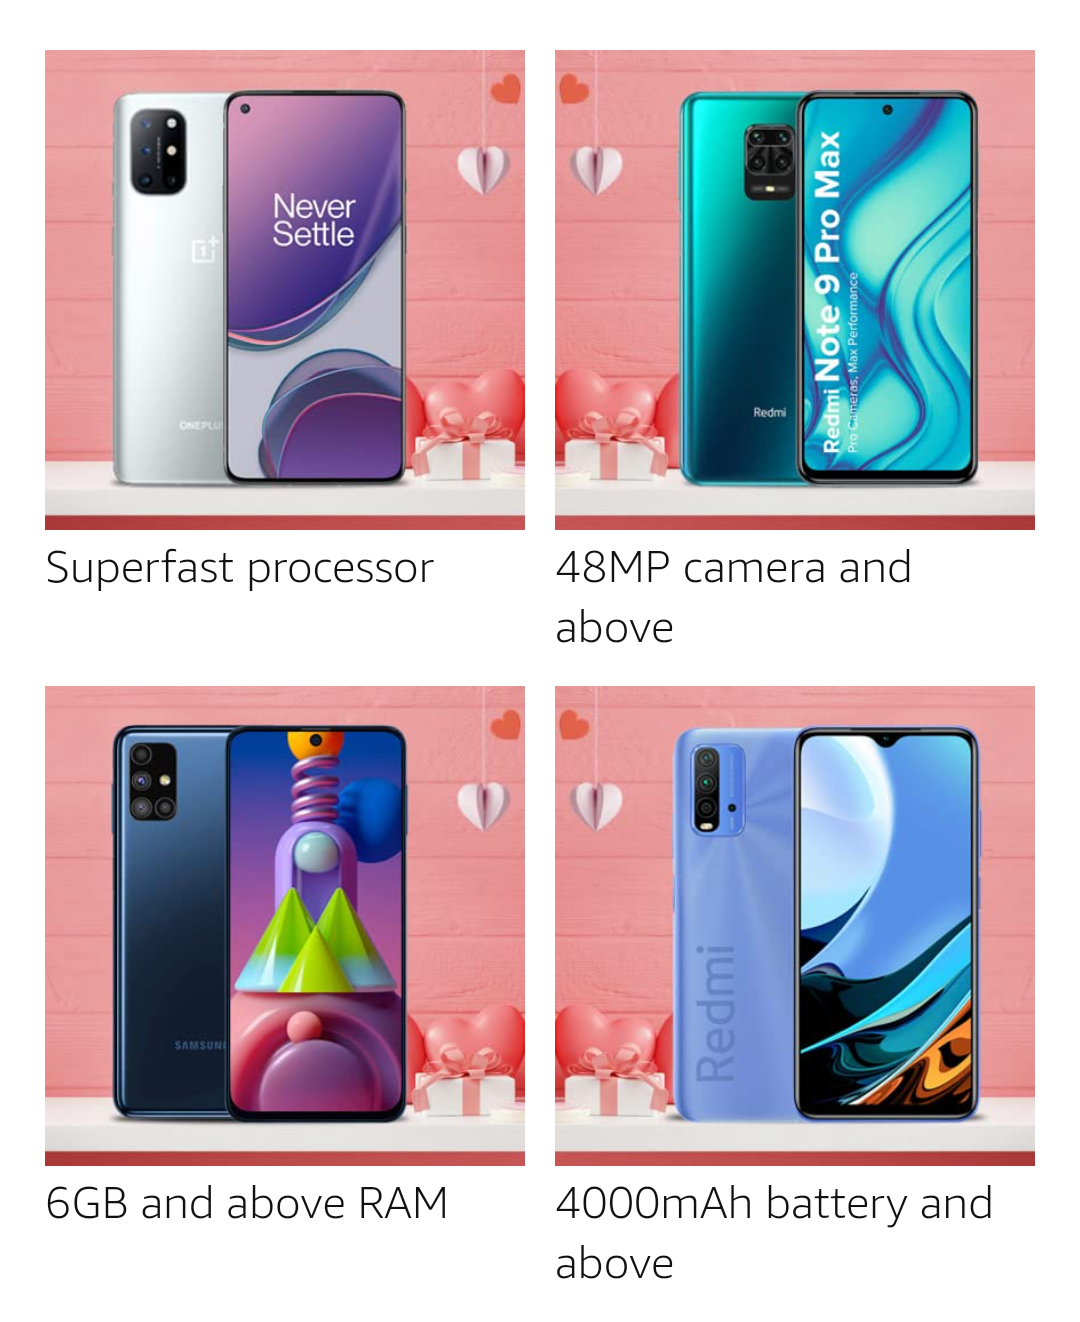 Never
Settle
ONEPLU
Redmi Note 9 Pro Max
Pro Cameras, Max Performance
Redmi
Superfast processor
48MP camera and
above
SAMSUN
Redmi
6GB and above RAM
4000mAh battery and
above